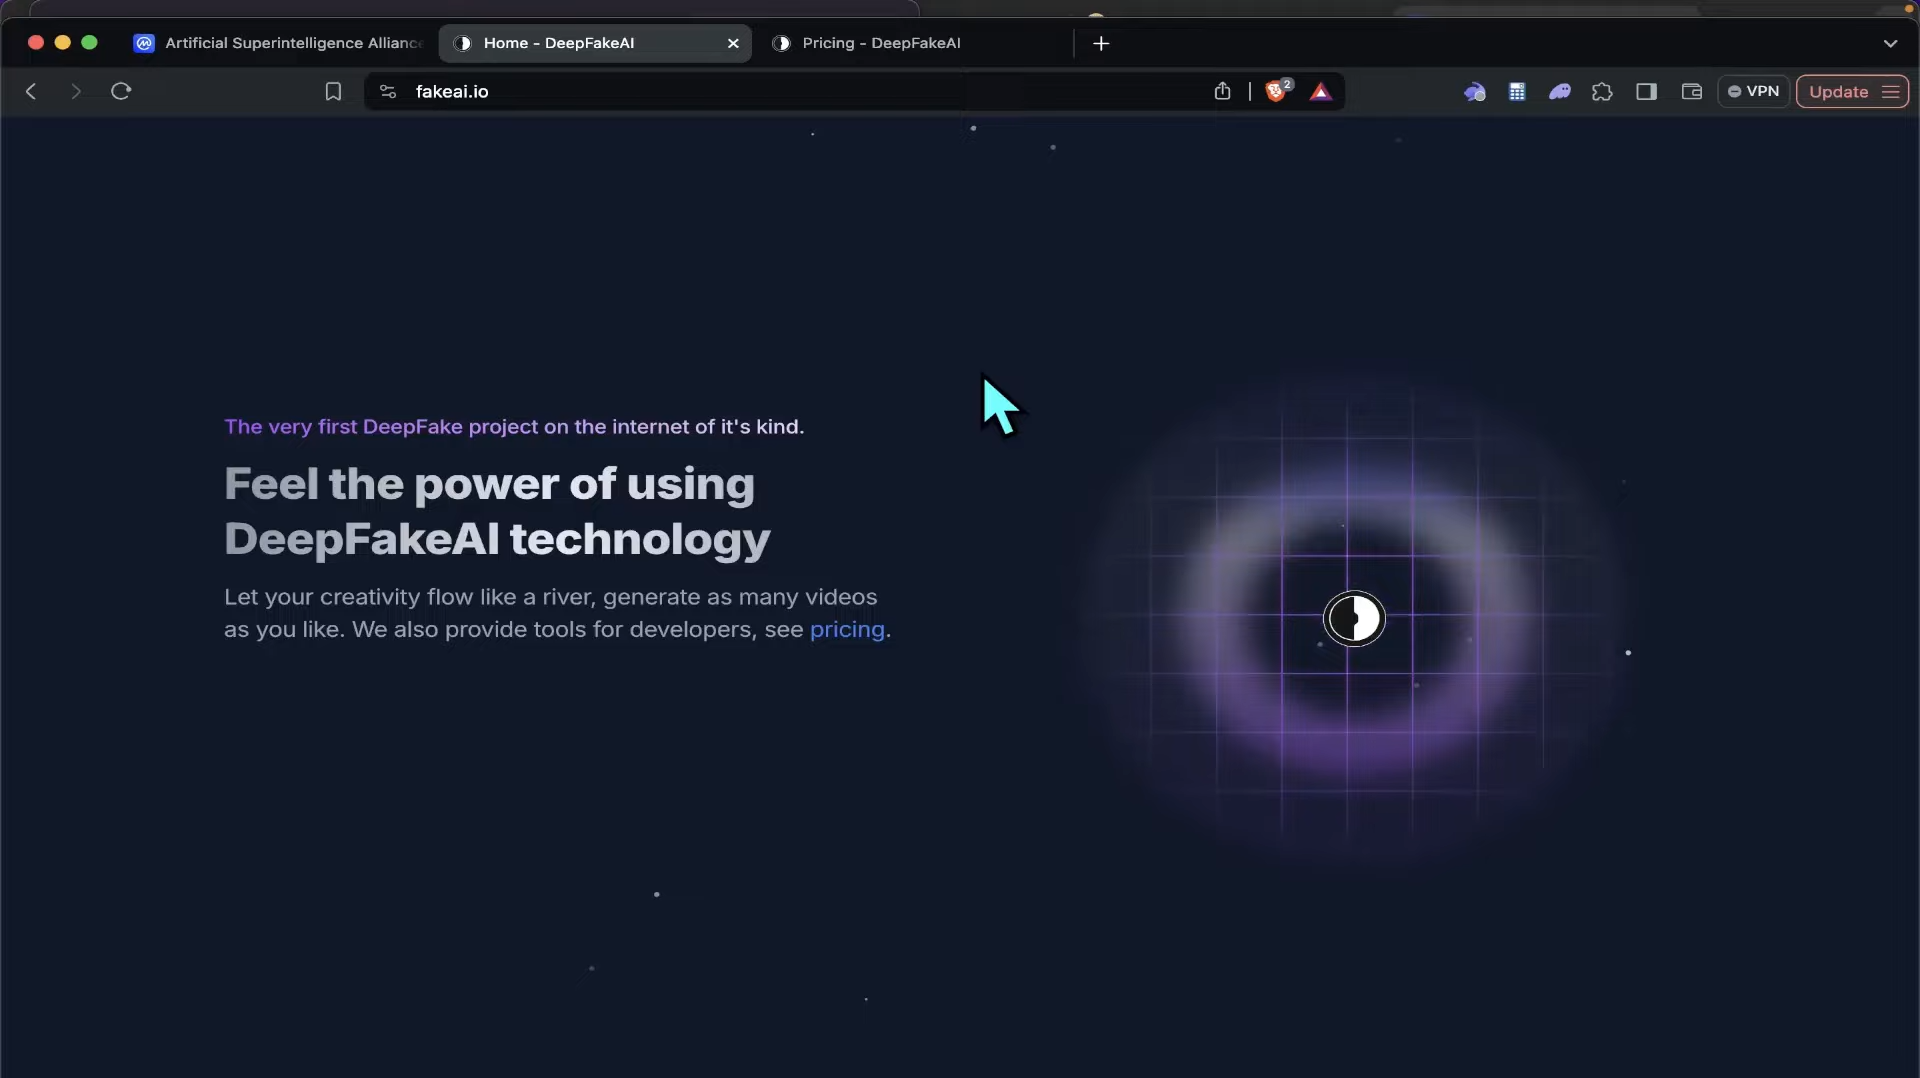 Artificial Superintelligence Alliance
Home - DeepFakeAI
Pricing - DeepFakeAI
fakeai.io
2
VPN
Update
The very first DeepFake project on the internet of it's kind.
Feel the power of using
DeepFakeAI technology
Let your creativity flow like a river, generate as many videos
as you like. We also provide tools for developers, see pricing.